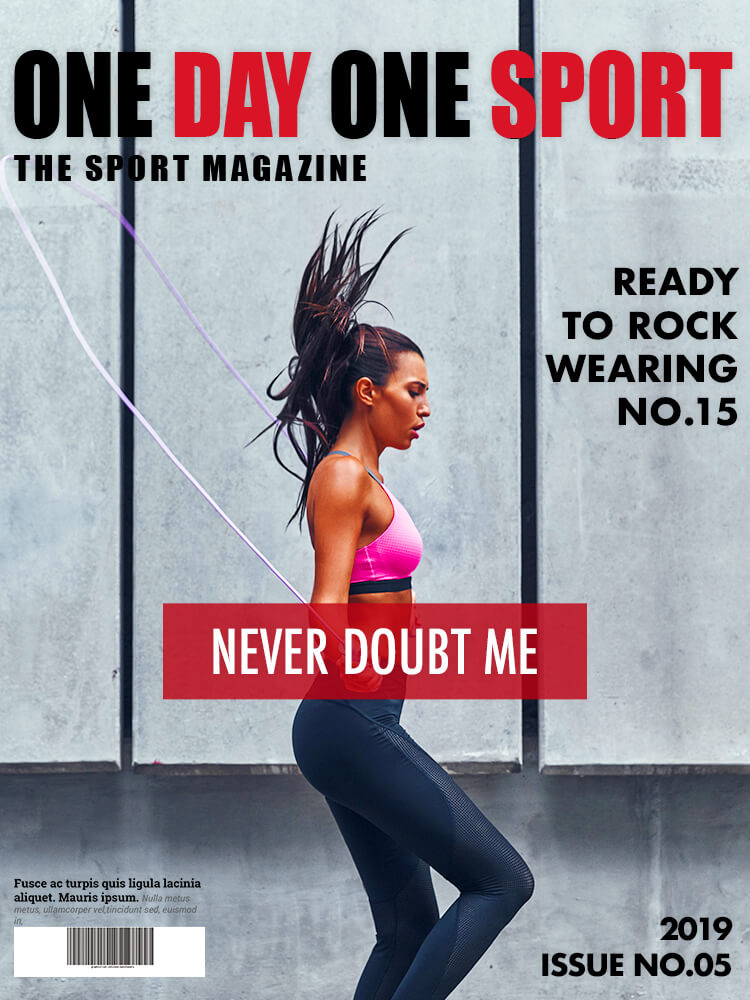 ONE DAY ONE SPORT
THE SPORT MAGAZINE
READY
TO ROCK
WEARING
NO.15
NEVER DOUBT ME
Fusce ac turpis quis ligula lacinia
aliquet. Mauris ipsum. Nulla metus
metus, ullamcorper vel,tincidunt sed, euismod
in,
2019
ISSUE NO.05